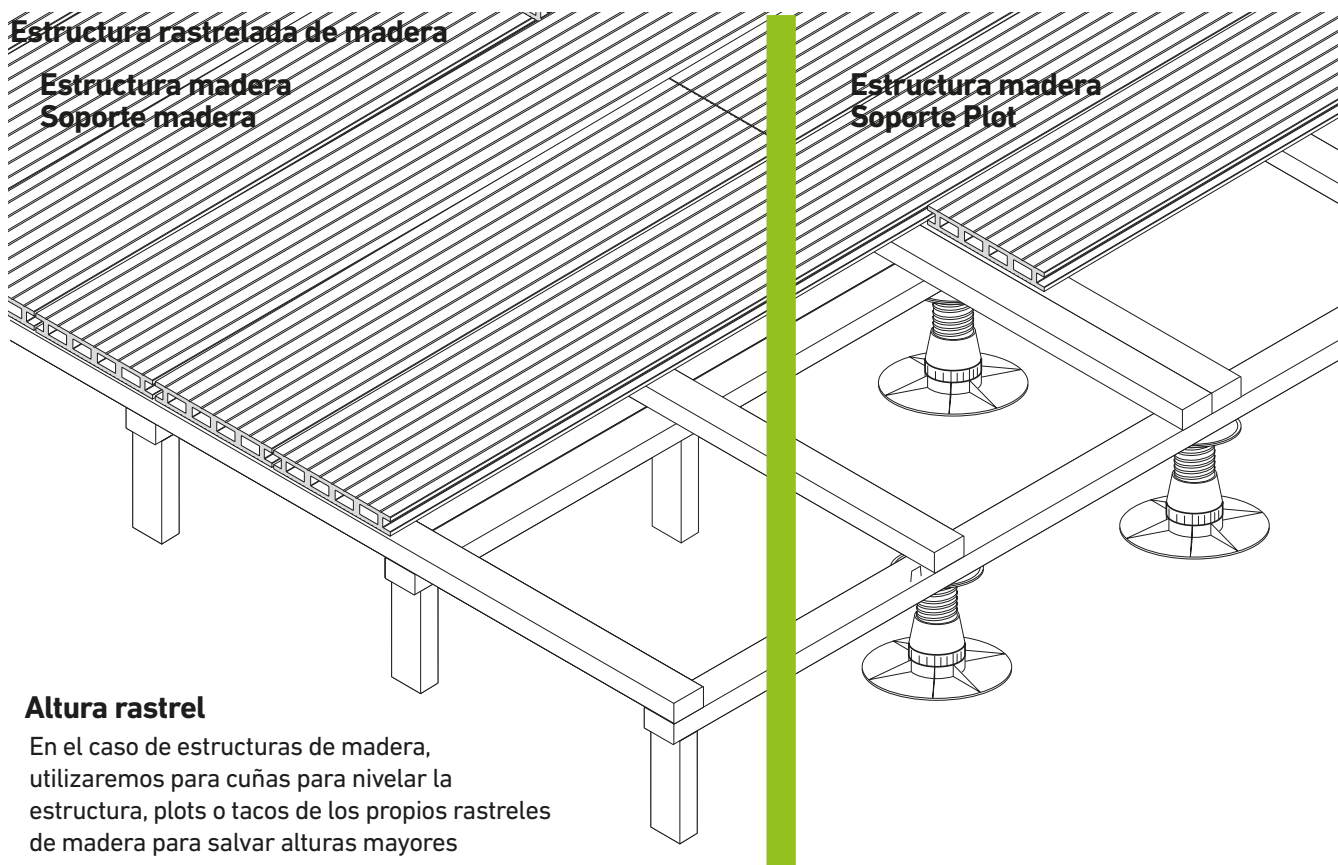 Estructura rastrelada de madera
Estructura madera
Soporte madera
Estructura madera
Soporte Plot
Altura rastrel
En el caso de estructuras de madera,
utilizaremos para cuñas para nivelar la
estructura, plots o tacos de los propios rastreles
de madera para salvar alturas mayores